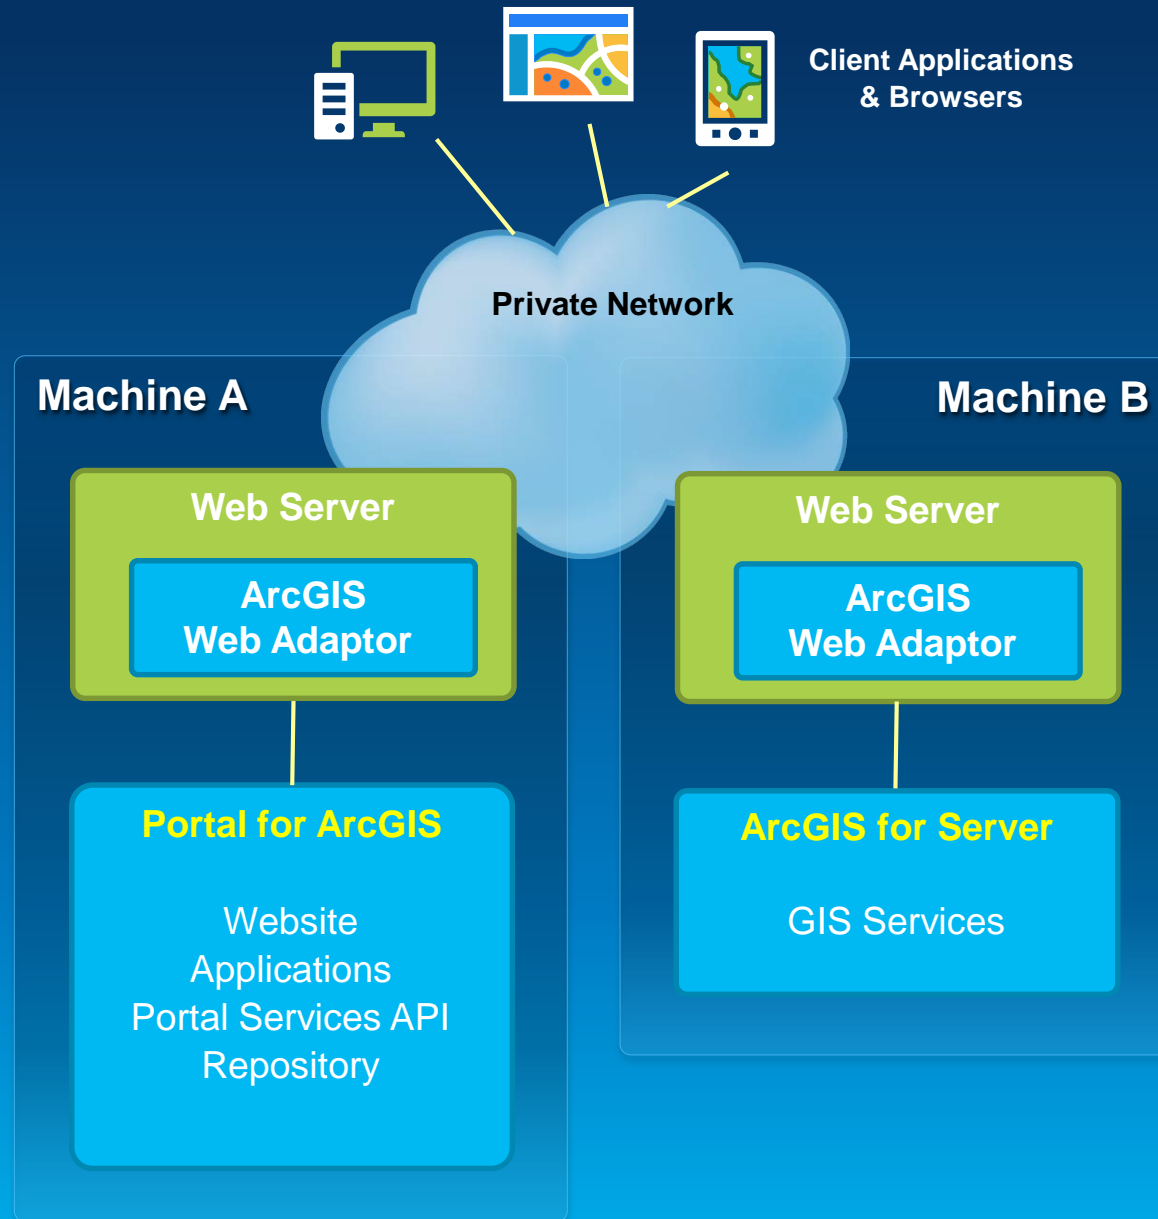 Client Applications
& Browsers
Private Network
Machine A
Web Server
ArcGIS
Web Adaptor
Portal for ArcGIS
Website
Applications
Portal Services API
Repository
Machine B
Web Server
ArcGIS
Web Adaptor
ArcGIS for Server
GIS Services